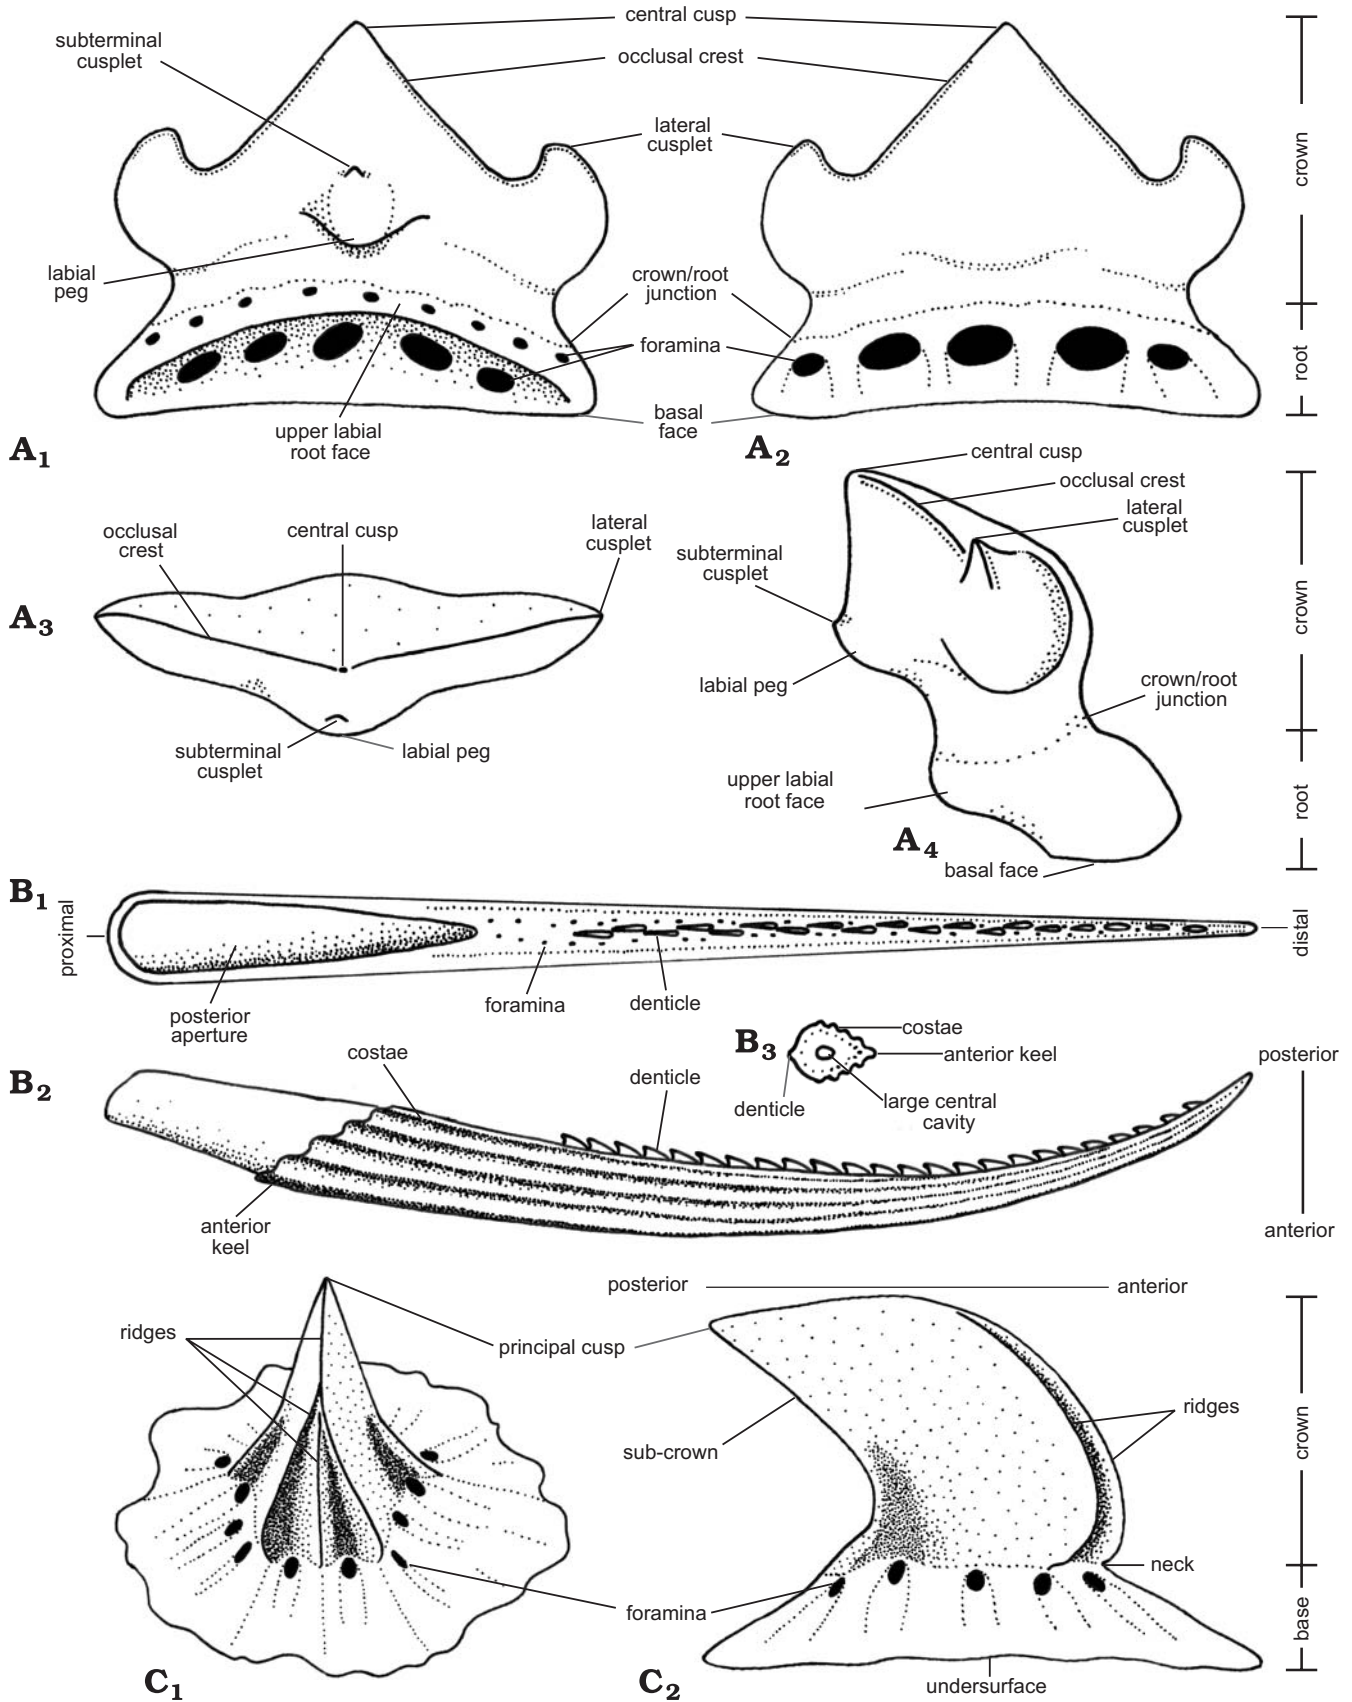 central cusp
subterminal
cusplet
occlusal crest
lateral
cusplet
crown
labial
peg
crown/root
junction
foramina
root
basal
face
upper labial
root face
A1
A2
central cusp
occlusal crest
lateral
cusplet
subterminal
cusplet
crown
labial peg
crown/root
junction
upper labial
root face
root
A4
basal face
occlusal
crest
central cusp
lateral
cusplet
A3
subterminal
cusplet
labial peg
B1
proximal
distal
posterior
aperture
foramina
denticle
B3
costae
anterior keel
denticle
large central
cavity
B2
costae
denticle
posterior
anterior
keel
anterior
posterior
anterior
ridges
principal cusp
crown
ridges
sub-crown
neck
foramina
base
C1
C2
undersurface